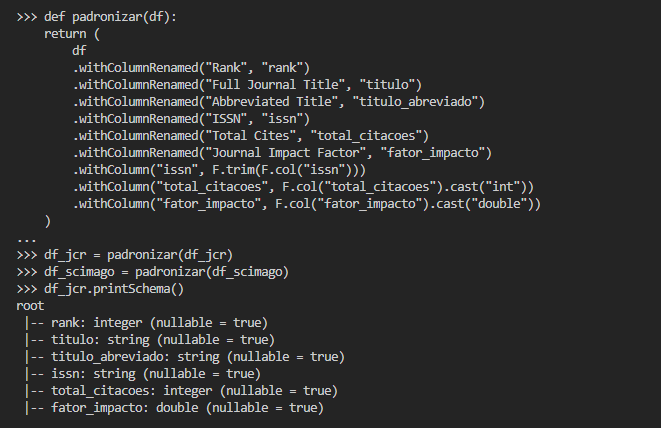 >>> def padronizar(df):
    return (
        df
        .withColumnRenamed("Rank", "rank")
        .withColumnRenamed("Full Journal Title", "titulo")
        .withColumnRenamed("Abbreviated Title", "titulo_abreviado")
        .withColumnRenamed("ISSN", "issn")
        .withColumnRenamed("Total Cites", "total_citacoes")
        .withColumnRenamed("Journal Impact Factor", "fator_impacto")
        .withColumn("issn", F.trim(F.col("issn")))
        .withColumn("total_citacoes", F.col("total_citacoes").cast("int"))
        .withColumn("fator_impacto", F.col("fator_impacto").cast("double"))
    )
...
>>> df_jcr = padronizar(df_jcr)
>>> df_scimago = padronizar(df_scimago)
>>> df_jcr.printSchema()
root
 |-- rank: integer (nullable = true)
 |-- titulo: string (nullable = true)
 |-- titulo_abreviado: string (nullable = true)
 |-- issn: string (nullable = true)
 |-- total_citacoes: integer (nullable = true)
 |-- fator_impacto: double (nullable = true)